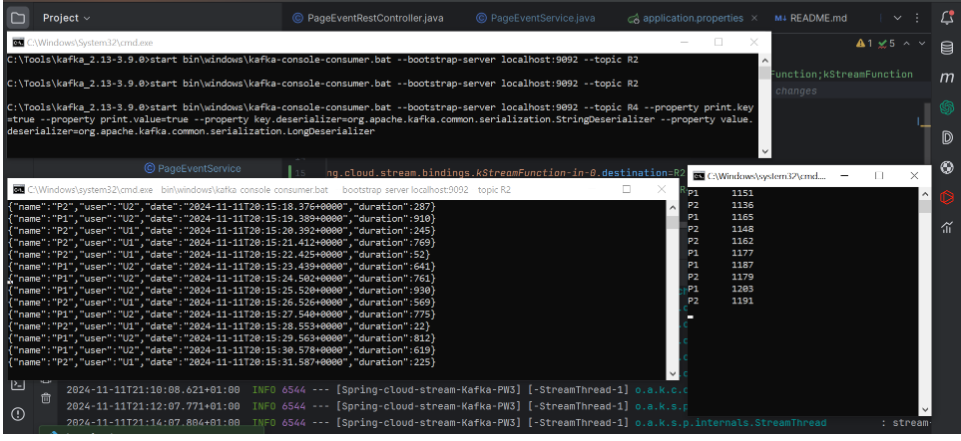 Project
PageEventRestController.java
PageEventService.java
application.properties
README.md
C:\Windows\System32\cmd.exe
1
5
C:\Tools\kafka_2.13-3.9.0>start bin\windows\kafka-console-consumer.bat --bootstrap-server localhost:9092 --topic R2
C:\Tools\kafka_2.13-3.9.0>start bin\windows\kafka-console-consumer.bat --bootstrap-server localhost:9092 --topic R2
C:\Tools\kafka_2.13-3.9.0>start bin\windows\kafka-console-consumer.bat --bootstrap-server localhost:9092 --topic R4 --property print.key
=true --property print.value=true --property key.deserializer=org.apache.kafka.common.serialization.StringDeserializer --property value.
deserializer=org.apache.kafka.common.serialization.LongDeserializer
Function;kStreamFunction
changes
PageEventService
15
ng.cloud.stream.bindings.kStreamFunction-in-0.destination=R2
C:\Windows\system32\cmd.exe bin\windows\kafka console consumer.bat bootstrap server localhost:9092 topic R2
{"name":"P2","user":"U2","date":"2024-11-11T20:15:18.376+0000","duration":287}
{"name":"P1","user":"U2","date":"2024-11-11T20:15:19.389+0000","duration":910}
{"name":"P2","user":"U1","date":"2024-11-11T20:15:20.392+0000","duration":245}
{"name":"P1","user":"U2","date":"2024-11-11T20:15:21.412+0000","duration":769}
{"name":"P2","user":"U1","date":"2024-11-11T20:15:22.425+0000","duration":52}
{"name":"P1","user":"U2","date":"2024-11-11T20:15:23.439+0000","duration":641}
{"name":"P1","user":"U2","date":"2024-11-11T20:15:24.502+0000","duration":761}
{"name":"P1","user":"U1","date":"2024-11-11T20:15:25.520+0000","duration":930}
{"name":"P2","user":"U2","date":"2024-11-11T20:15:26.526+0000","duration":569}
{"name":"P1","user":"U2","date":"2024-11-11T20:15:27.540+0000","duration":775}
{"name":"P2","user":"U1","date":"2024-11-11T20:15:28.553+0000","duration":22}
{"name":"P1","user":"U2","date":"2024-11-11T20:15:29.563+0000","duration":812}
{"name":"P1","user":"U2","date":"2024-11-11T20:15:30.578+0000","duration":619}
{"name":"P2","user":"U1","date":"2024-11-11T20:15:31.587+0000","duration":225}
C:\Windows\system32\cmd....
P1 1151
P2 1136
P1 1165
P2 1148
P2 1162
P1 1177
P1 1187
P2 1179
P1 1203
P2 1191
2024-11-11T21:10:08.621+01:00 INFO 6544 --- [Spring-cloud-stream-Kafka-PW3] [-StreamThread-1] o.a.k.c.c
2024-11-11T21:12:07.771+01:00 INFO 6544 --- [Spring-cloud-stream-Kafka-PW3] [-StreamThread-1] o.a.k.s.p
2024-11-11T21:14:07.804+01:00 INFO 6544 --- [Spring-cloud-stream-Kafka-PW3] [-StreamThread-1] o.a.k.s.p.internals.StreamThread : stream-